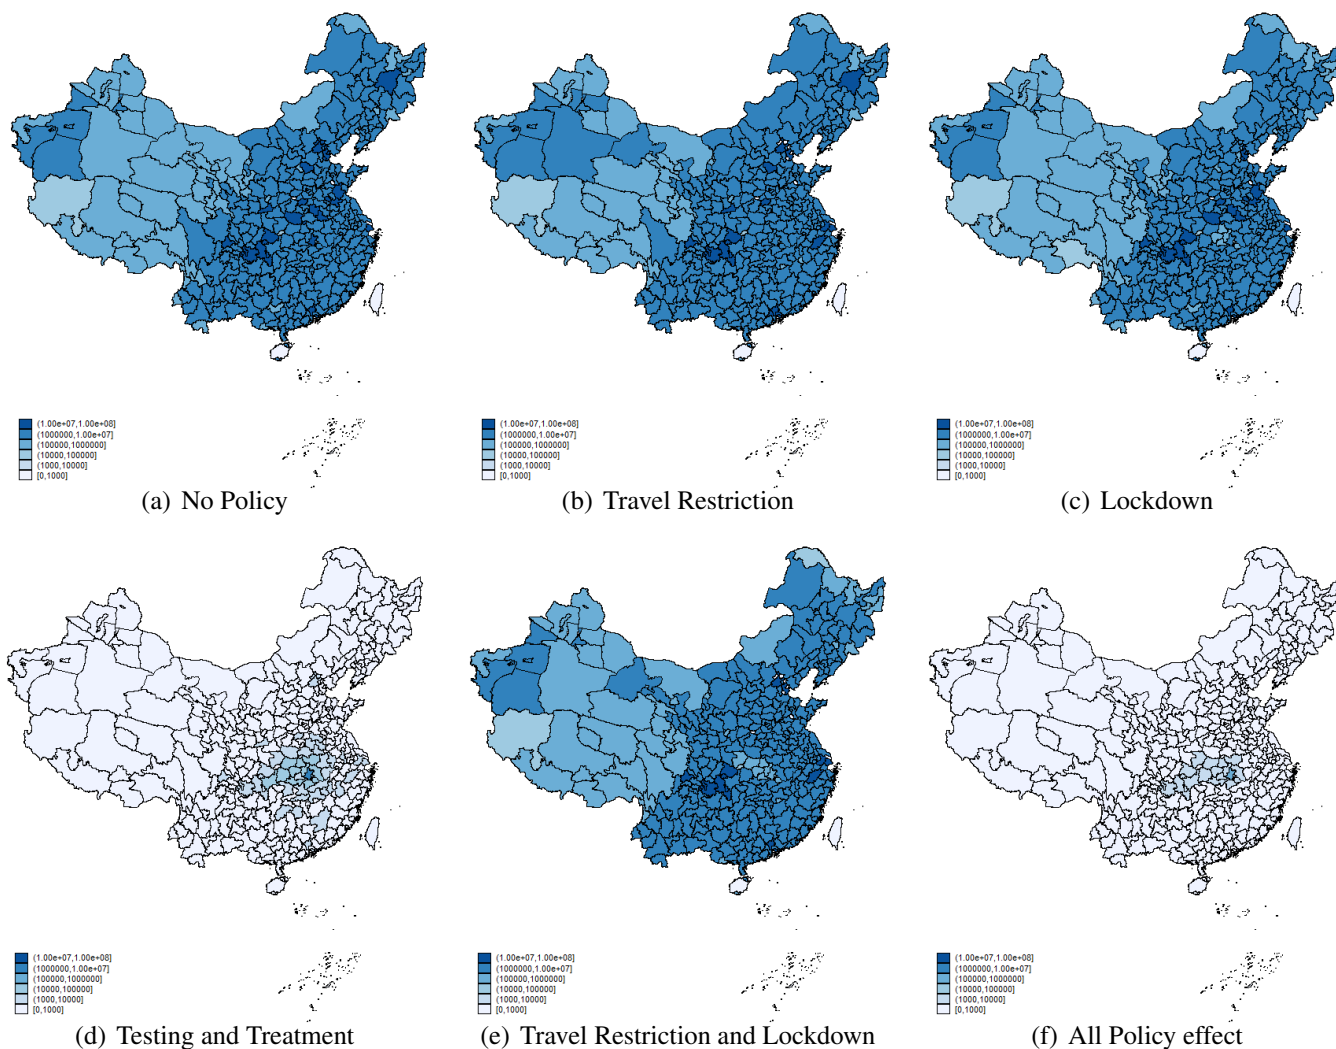 (1.00e+07,1.00e+08]
(1000000,1.00e+07]
(100000,1000000]
(10000,100000]
(1000,10000]
[0,1000]
(a) No Policy
(1.00e+07,1.00e+08]
(1000000,1.00e+07]
(100000,1000000]
(10000,100000]
(1000,10000]
[0,1000]
(b) Travel Restriction
(1.00e+07,1.00e+08]
(1000000,1.00e+07]
(100000,1000000]
(10000,100000]
(1000,10000]
[0,1000]
(c) Lockdown
(1.00e+07,1.00e+08]
(1000000,1.00e+07]
(100000,1000000]
(10000,100000]
(1000,10000]
[0,1000]
(d) Testing and Treatment
(1.00e+07,1.00e+08]
(1000000,1.00e+07]
(100000,1000000]
(10000,100000]
(1000,10000]
[0,1000]
(e) Travel Restriction and Lockdown
(1.00e+07,1.00e+08]
(1000000,1.00e+07]
(100000,1000000]
(10000,100000]
(1000,10000]
[0,1000]
(f) All Policy effect